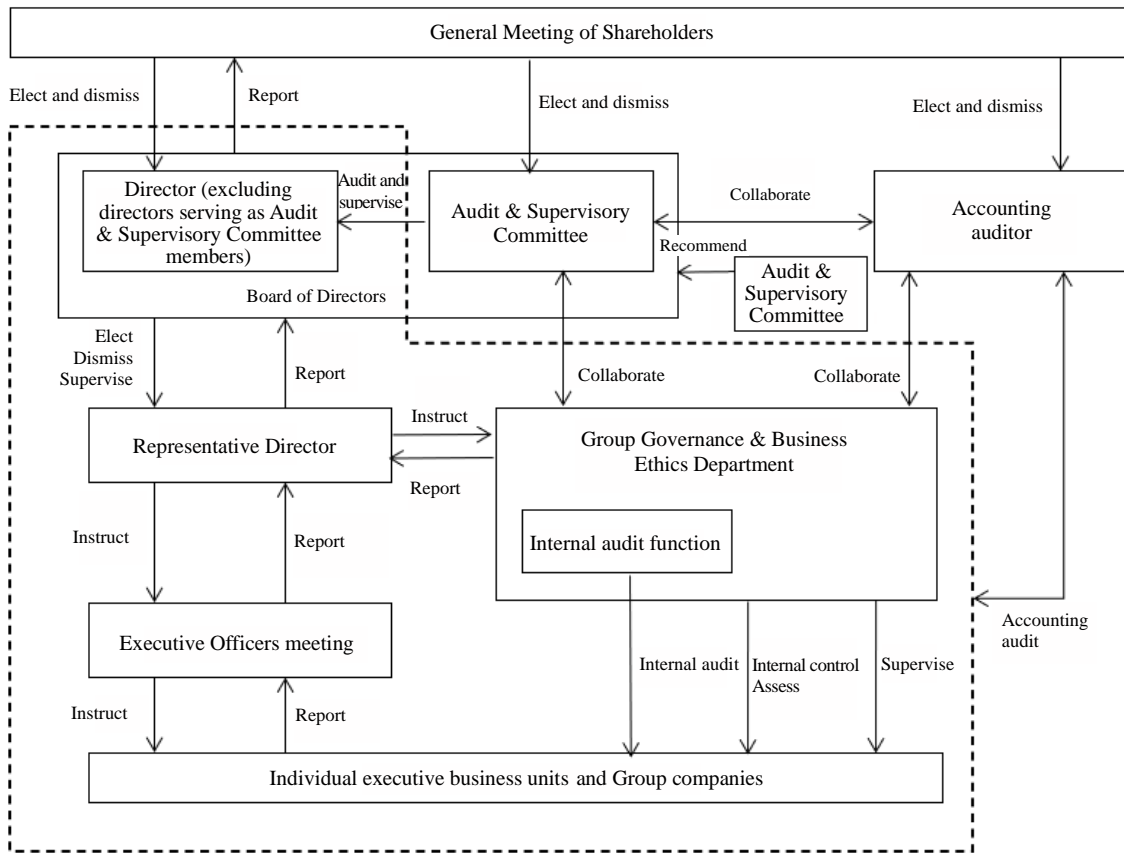 General Meeting of Shareholders
Elect and dismiss
Report
Elect and dismiss
Elect and dismiss
Director (excluding
directors serving as Audit
& Supervisory Committee
members)
Audit and
supervise
Audit & Supervisory
Committee
Collaborate
Accounting
auditor
Recommend
Audit &
Supervisory
Committee
Board of Directors
Elect
Dismiss
Supervise
Report
Collaborate
Collaborate
Representative Director
Instruct
Report
Group Governance & Business
Ethics Department
Internal audit function
Instruct
Report
Executive Officers meeting
Accounting
audit
Internal audit
Internal control
Assess
Supervise
Instruct
Report
Individual executive business units and Group companies